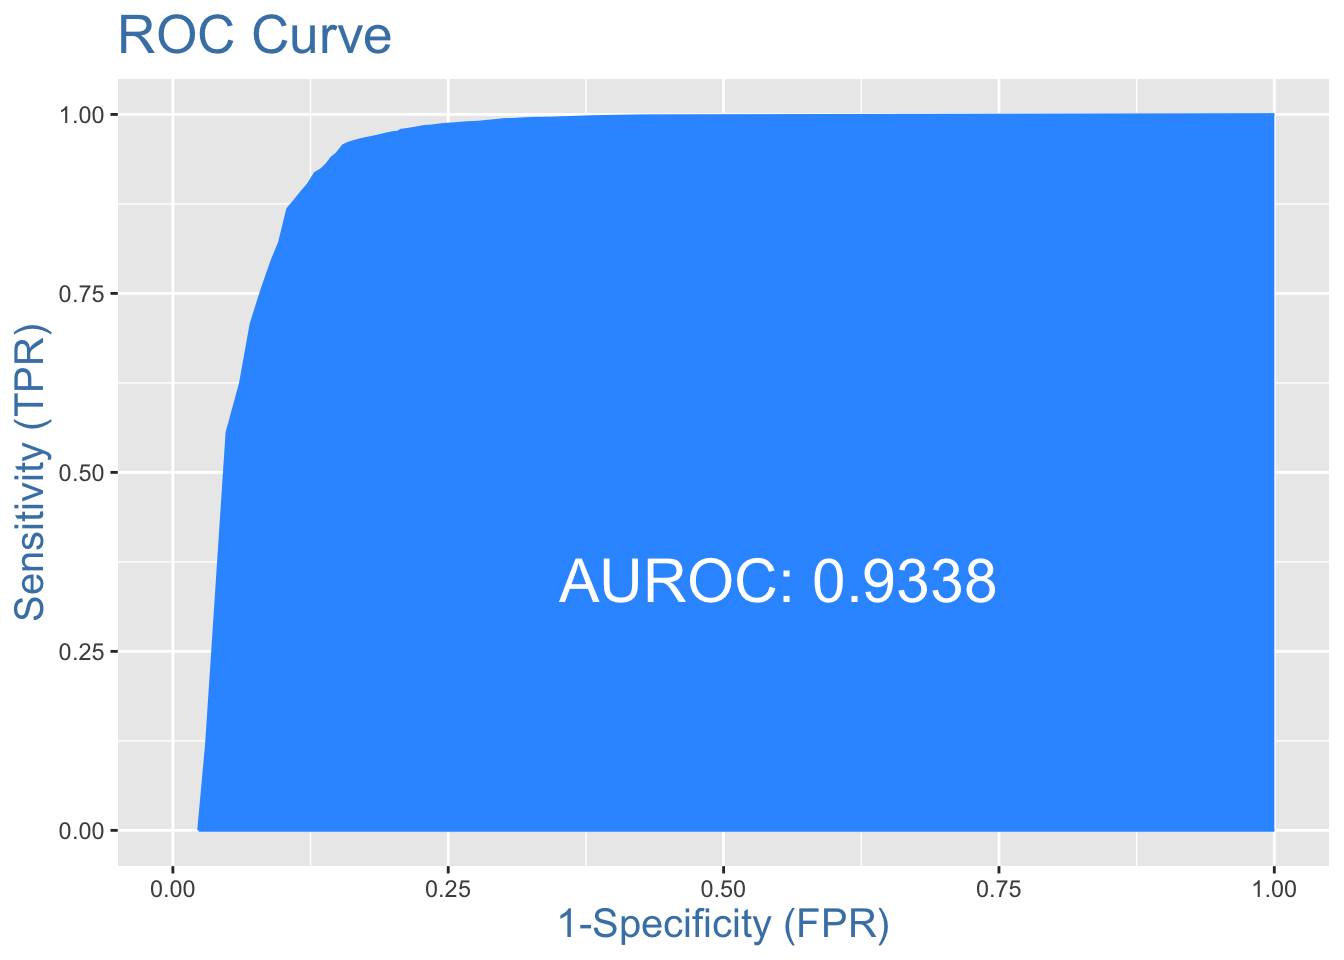 ROC Curve
Sensitivity (TPR)
1.00
0.75
0.50
0.25
0.00
AUROC: 0.9338
0.00 0.25 0.50 0.75 1.00
1-Specificity (FPR)